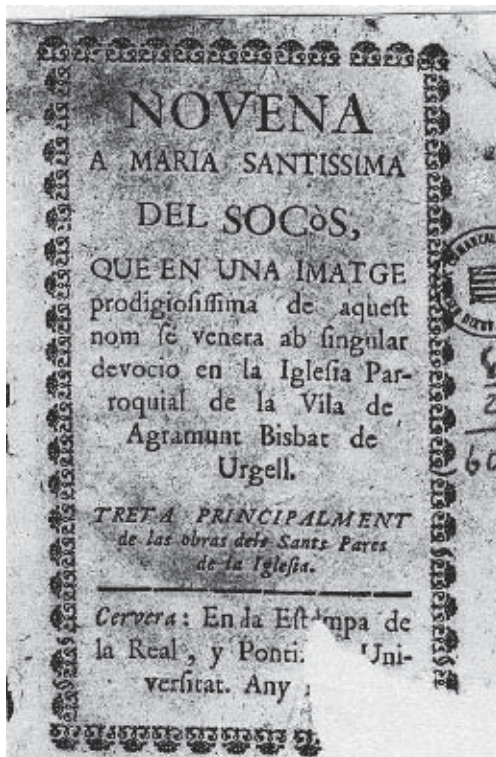 NOVENA
A MARIA SANTISSIMA
DEL SOCòS,
QUE EN UNA IMATGE
prodigiosissima de aquest
nom se venera ab singular
devocio en la Iglesia Par-
roquial de la Vila de
Agramunt Bisbat de
Urgell.
TRETA PRINCIPALMENT
de las obras dels Sants Pares
de la Iglesia.
Cervera: En la Estampa de
la Real, y Ponti. Uni-
versitat. Any